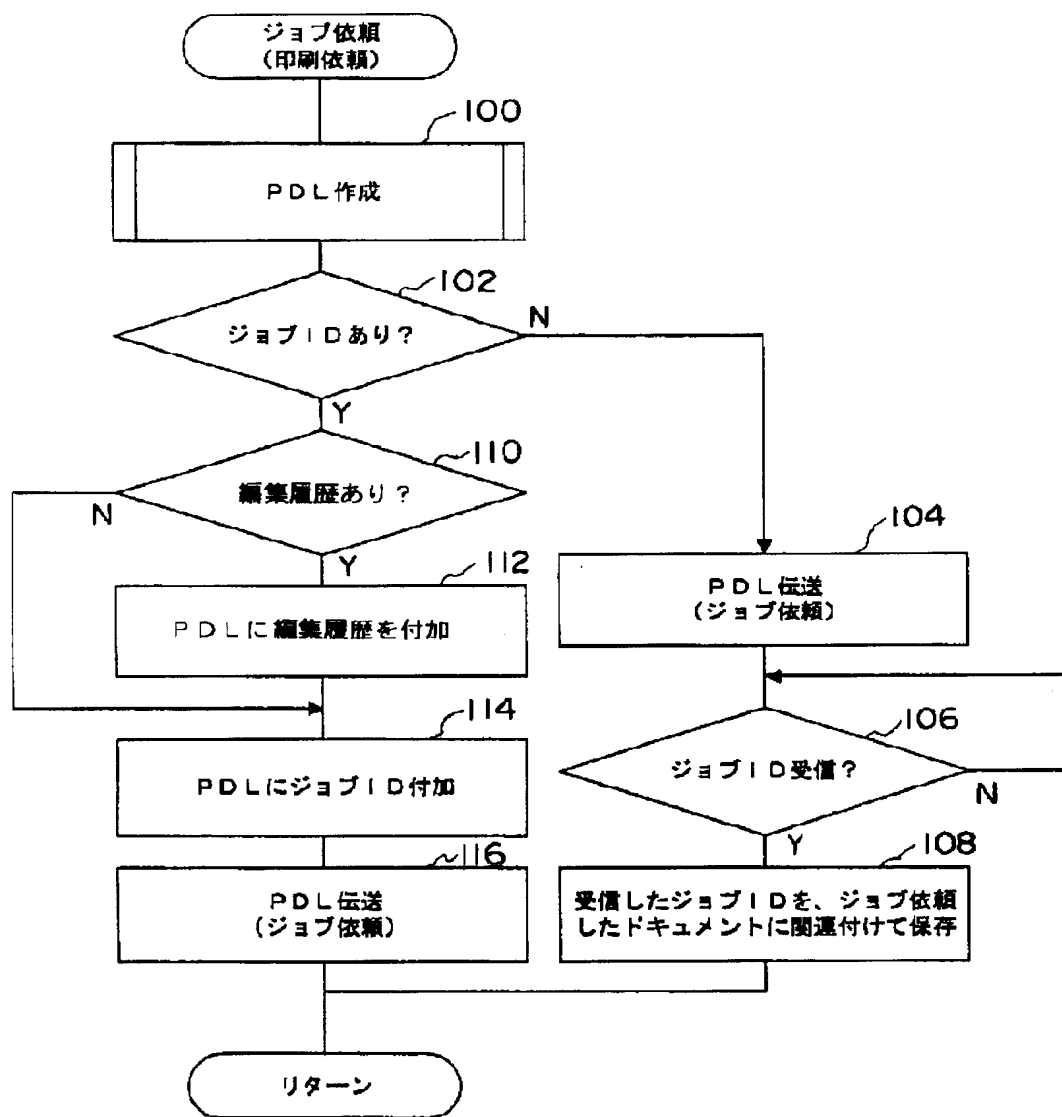 ジョブ依頼
(印刷依頼)
100
PDL作成
102
ジョブIDあり?
N
Y
110
編集履歴あり?
N
Y
112
PDLに編集履歴を付加
114
PDLにジョブID付加
116
PDL伝送
(ジョブ依頼)
104
PDL伝送
(ジョブ依頼)
106
ジョブID受信?
N
Y
108
受信したジョブIDを、ジョブ依頼
したドキュメントに関連付けて保存
リターン